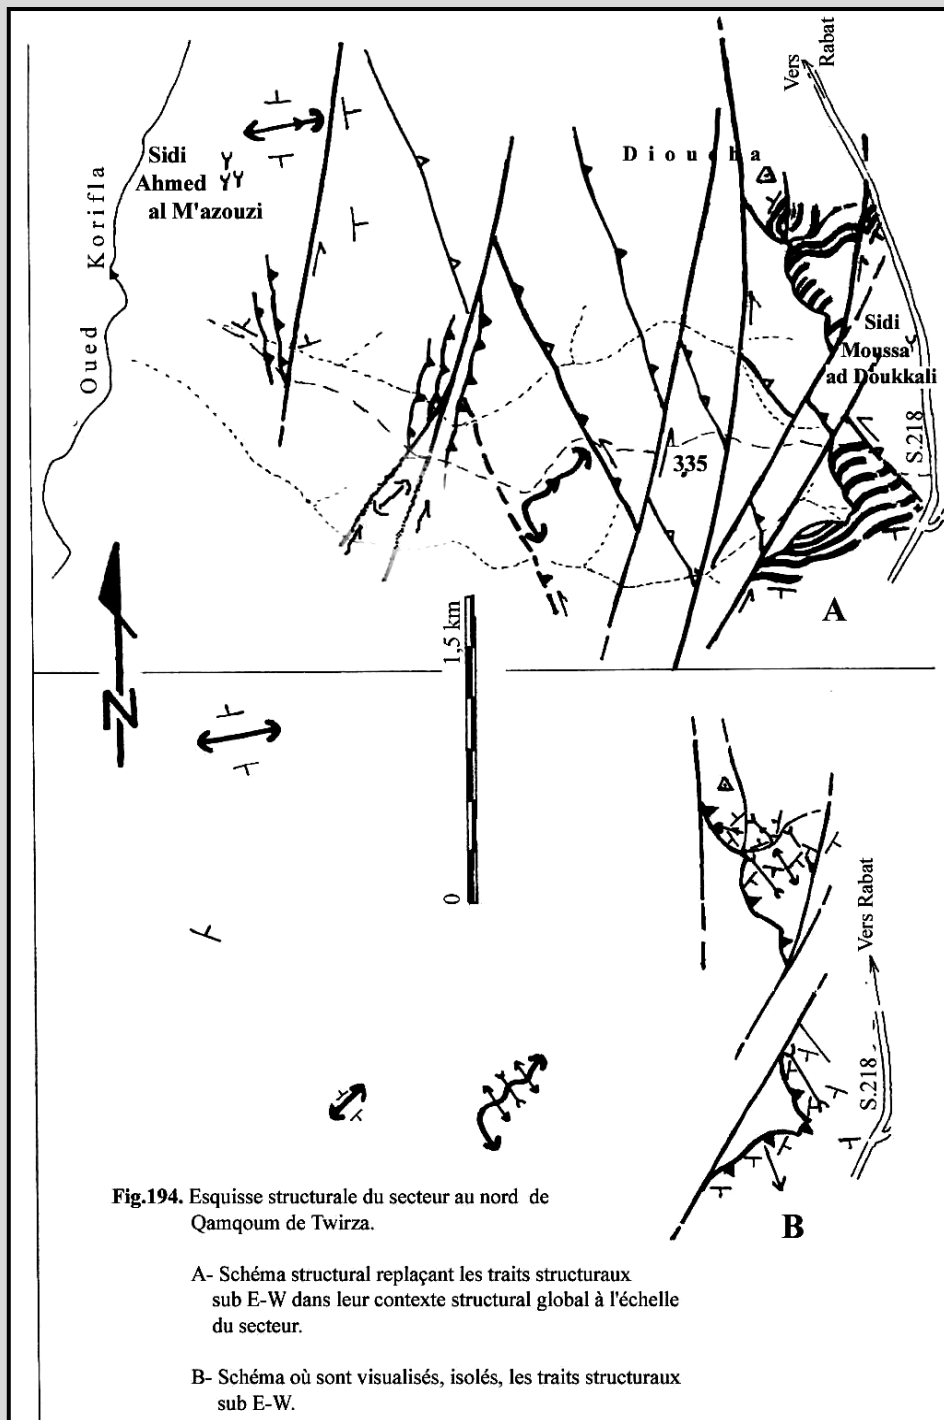 Vers
Rabat
Diouch ha
Sidi
Ahmed
al M'azouzi
Oued Korifla
Sidi
Moussa
ad Doukkali
S.218
335
A
1,5 km
N
0
Vers Rabat
S.218
B
Fig.194. Esquisse structurale du secteur au nord de
Qamqoum de Twirza.
A- Schéma structural replaçant les traits structuraux
sub E-W dans leur contexte structural global à l'échelle
du secteur.
B- Schéma où sont visualisés, isolés, les traits structuraux
sub E-W.